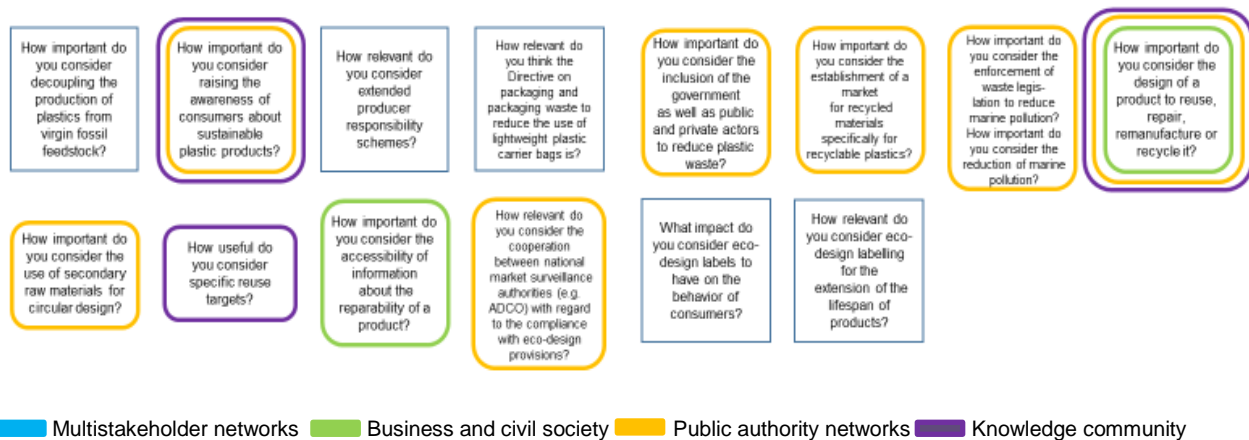 How important do
you consider
decoupling the
production of
plastics from
virgin fossil
feedstock?
How important do
you consider
raising the
awareness of
consumers about
sustainable
plastic products?
How relevant do
you consider
extended
producer
responsibility
schemes?
How relevant do
you think the
Directive on
packaging and
packaging waste to
reduce the use of
lightweight plastic
carrier bags is?
How important do
you consider the
inclusion of the
government
as well as public
and private actors
to reduce plastic
waste?
How important do
you consider the
establishment of a
market
for recycled
materials
specifically for
recyclable plastics?
How important do
you consider the
enforcement of
waste legis-
lation to reduce
marine pollution?
How important do
you consider the
reduction of marine
pollution?
How important do
you consider the
design of a
product to reuse,
repair,
remanufacture or
recycle it?
How important do
you consider the
use of secondary
raw materials for
circular design?
How useful do
you consider
specific reuse
targets?
How important do
you consider the
accessibility of
information
about the
reparability of a
product?
How relevant do
you consider the
cooperation
between national
market surveillance
authorities (e.g.
ADCO) with regard
to the compliance
with eco-design
provisions?
What impact do
you consider eco-
design labels to
have on the
behavior of
consumers?
How relevant do
you consider eco-
design labelling
for the
extension of the
lifespan of
products?
Multistakeholder networks
Business and civil society
Public authority networks
Knowledge community